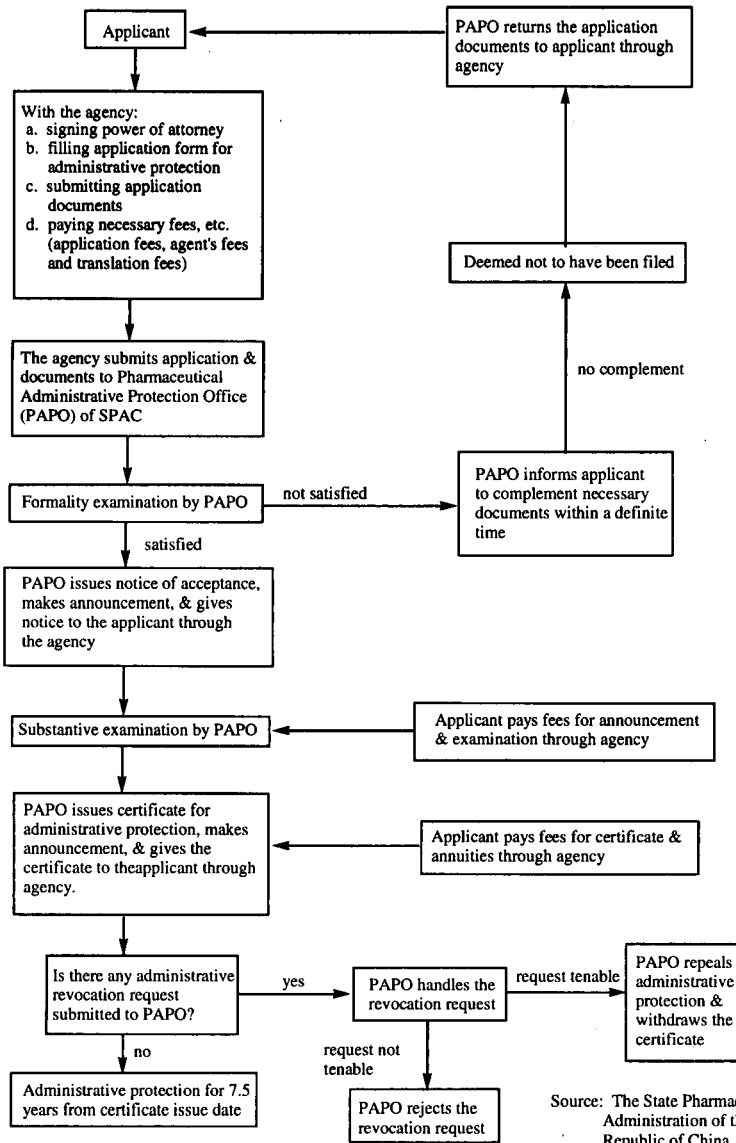 Applicant
PAPO returns the application
documents to applicant through
agency
With the agency:
a. signing power of attorney
b. filling application form for
administrative protection
c. submitting application
documents
d. paying necessary fees, etc.
(application fees, agent's fees
and translation fees)
Deemed not to have been filed
no complement
The agency submits application &
documents to Pharmaceutical
Administrative Protection Office
(PAPO) of SPAC
PAPO informs applicant
to complement necessary
documents within a definite
time
Formality examination by PAPO
not satisfied
satisfied
PAPO issues notice of acceptance,
makes announcement, & gives
notice to the applicant through
the agency
Substantive examination by PAPO
Applicant pays fees for announcement
& examination through agency
PAPO issues certificate for
administrative protection, makes
announcement, & gives the
certificate to theapplicant through
agency.
Applicant pays fees for certificate &
annuities through agency
Is there any administrative
revocation request
submitted to PAPO?
yes
PAPO handles the
revocation request
request tenable
PAPO repeals
administrative
protection &
withdraws the
certificate
no
request not
tenable
Administrative protection for 7.5
years from certificate issue date
PAPO rejects the
revocation request
Source: The State Pharmac
Administration of th
Republic of China